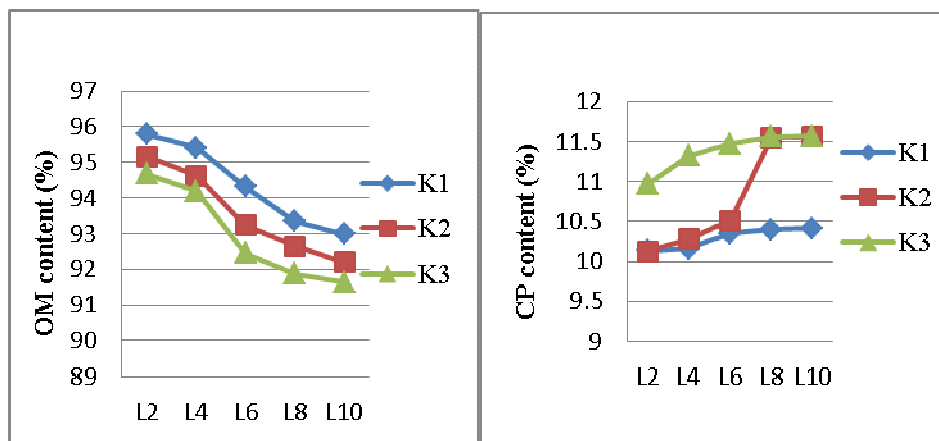 OM content (%)
97
96
95
94
93
92
91
90
89
L2 L4 L6 L8 L10
K1
K2
K3
CP content (%)
12
11.5
11
10.5
10
9.5
9
L2 L4 L6 L8 L10
K1
K2
K3